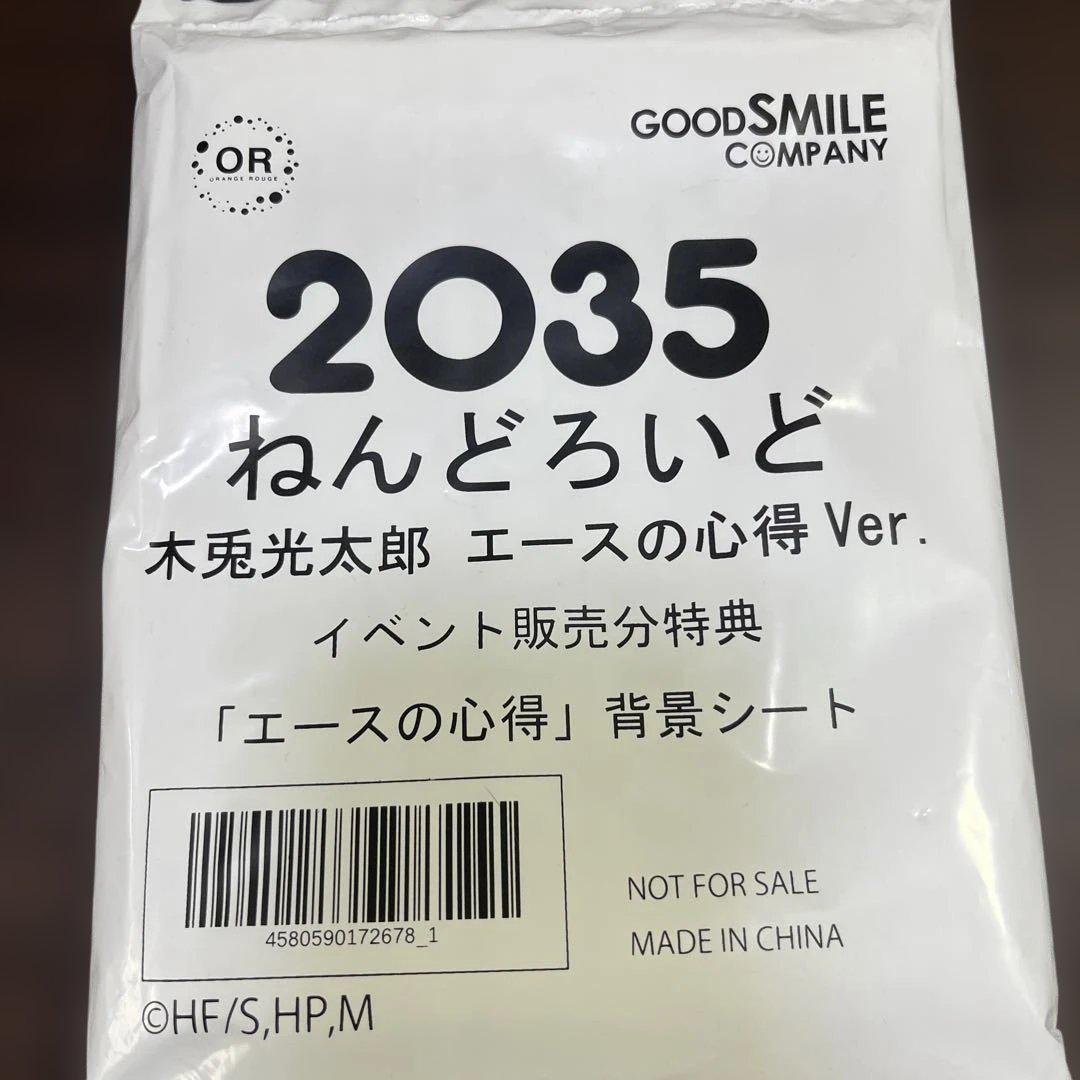 OR
ORANGE ROUGE
GOODSMILE
COMPANY
2035
ねんどろいど
木兎光太郎 エースの心得 Ver.
イベント販売分特典
「エースの心得」背景シート
4580590172678_1
NOT FOR SALE
MADE IN CHINA
©HF/S,HP,M